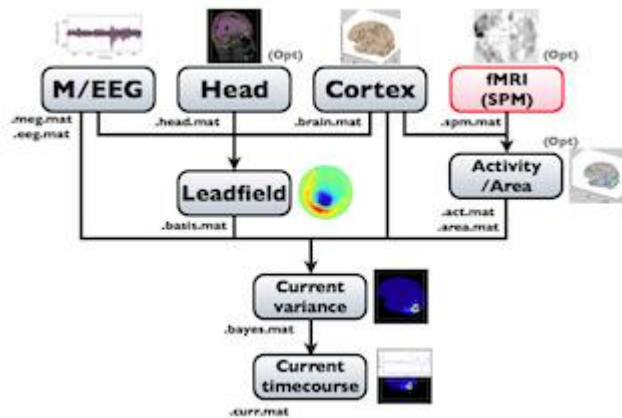 (Opt)
(Opt)
M/EEG
Head
Cortex
fMRI
(SPM)
.meg.mat
.eeg.mat
.head.mat
.brain.mat
.spm.mat
(Opt)
Leadfield
Activity
/Area
.basis.mat
.act.mat
.area.mat
Current
variance
.bayes.mat
Current
timecourse
.curr.mat